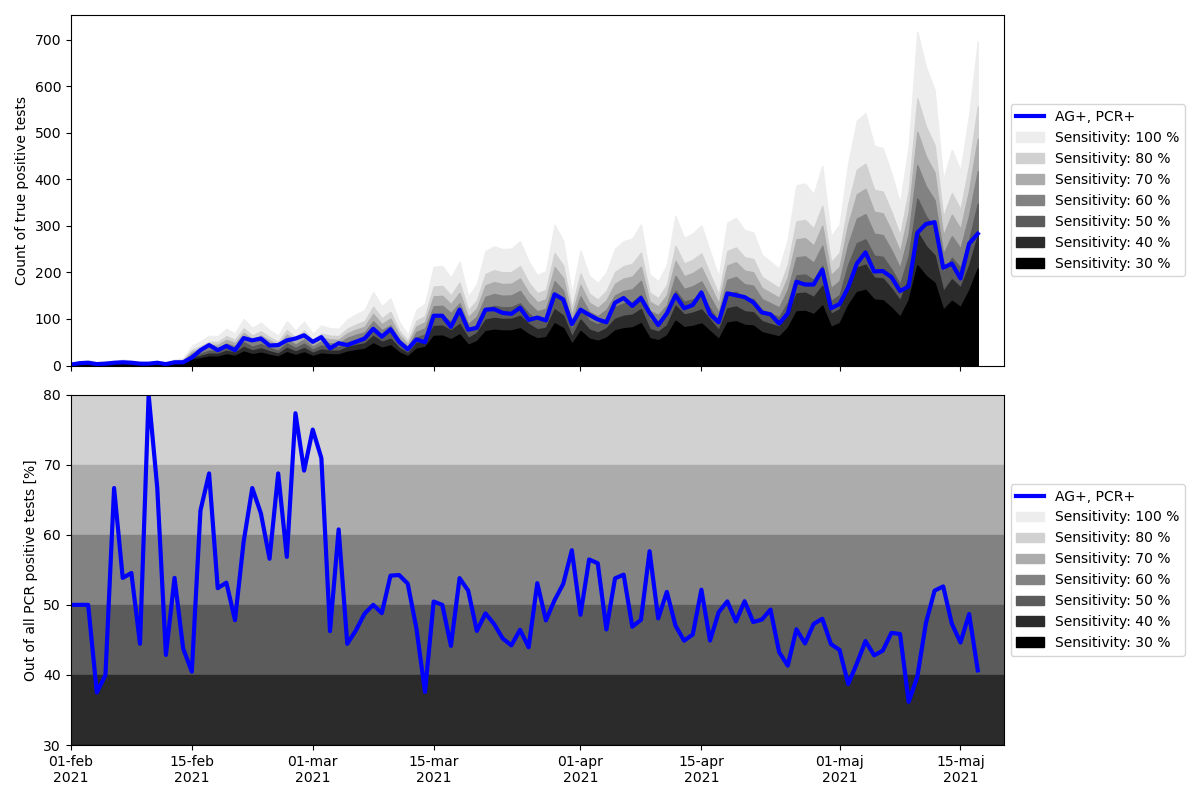 Count of true positive tests
700
600
500
400
300
200
100
0
AG+, PCR+
Sensitivity: 100 %
Sensitivity: 80 %
Sensitivity: 70 %
Sensitivity: 60 %
Sensitivity: 50 %
Sensitivity: 40 %
Sensitivity: 30 %
Out of all PCR positive tests [%]
80
70
60
50
40
30
01-feb
2021
15-feb
2021
01-mar
2021
15-mar
2021
01-apr
2021
15-apr
2021
01-maj
2021
15-maj
2021
AG+, PCR+
Sensitivity: 100 %
Sensitivity: 80 %
Sensitivity: 70 %
Sensitivity: 60 %
Sensitivity: 50 %
Sensitivity: 40 %
Sensitivity: 30 %